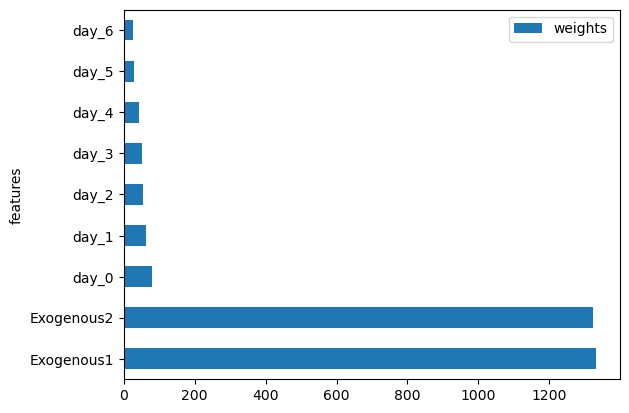 weights
features
day_6
day_5
day_4
day_3
day_2
day_1
day_0
Exogenous2
Exogenous1
0 200 400 600 800 1000 1200